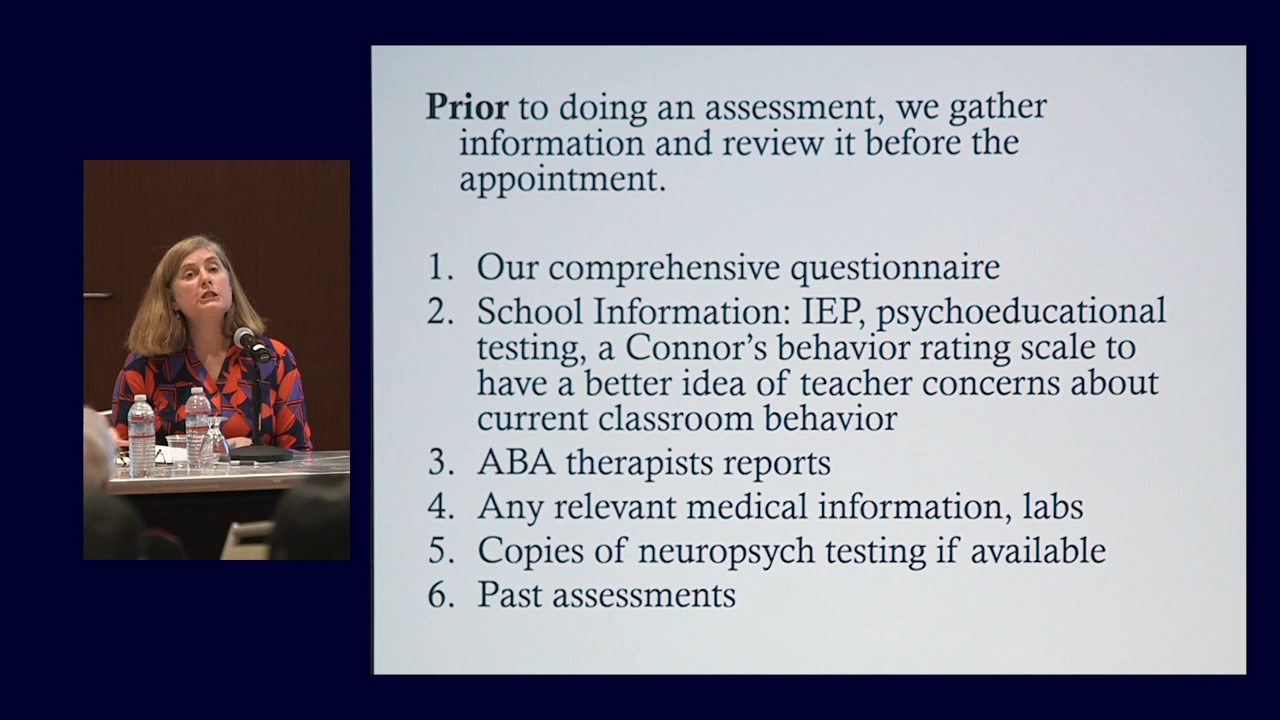 Prior to doing an assessment, we gather
information and review it before the
appointment.
1. Our comprehensive questionnaire
2. School Information: IEP, psychoeducational
testing, a Connor's behavior rating scale to
have a better idea of teacher concerns about
current classroom behavior
3. ABA therapists reports
4. Any relevant medical information, labs
5. Copies of neuropsych testing if available
6. Past assessments